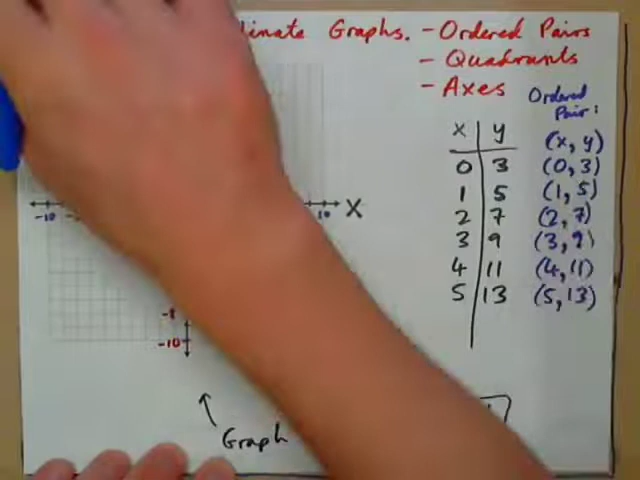 Graphs. - Ordered Pairs
- Quadrants
- Axes
Ordered
Pair:
x y (x, y)
0 3 (0, 3)
1 5 (1, 5)
2 7 (2, 7)
3 9 (3, 9)
4 11 (4, 11)
5 13 (5, 13)
-10 10 X
-8
-10
Graph